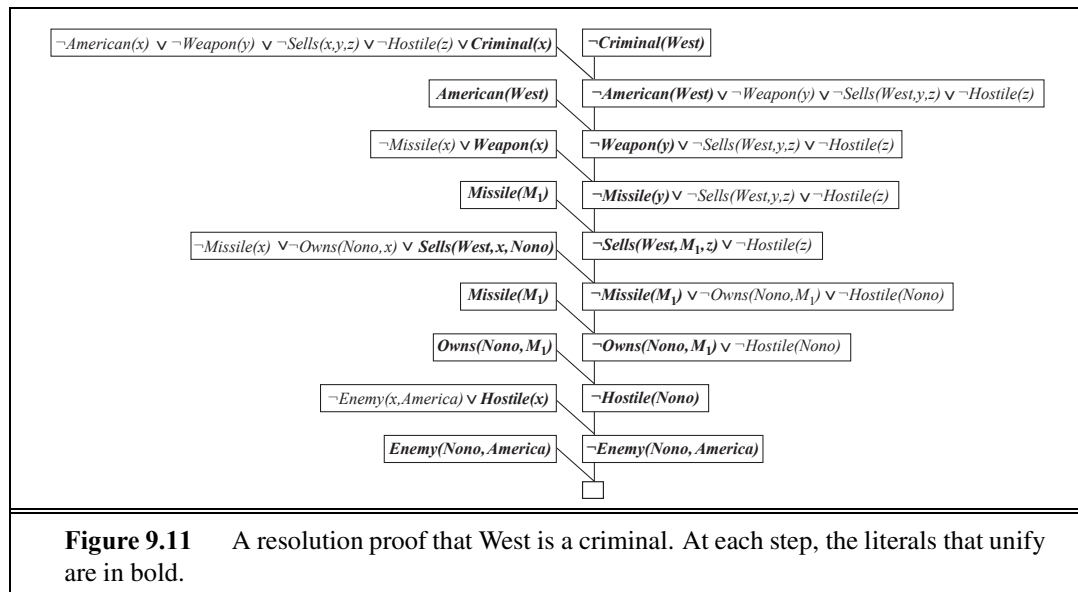 ¬American(x) ∨ ¬Weapon(y) ∨ ¬Sells(x,y,z) ∨ ¬Hostile(z) ∨ Criminal(x) ¬Criminal(West)
American(West) ¬American(West) ∨ ¬Weapon(y) ∨ ¬Sells(West,y,z) ∨ ¬Hostile(z)
¬Missile(x) ∨ Weapon(x) ¬Weapon(y) ∨ ¬Sells(West,y,z) ∨ ¬Hostile(z)
Missile(M₁) ¬Missile(y) ∨ ¬Sells(West,y,z) ∨ ¬Hostile(z)
¬Missile(x) ∨ ¬Owns(Nono,x) ∨ Sells(West,x,Nono) ¬Sells(West,M₁,z) ∨ ¬Hostile(z)
Missile(M₁) ¬Missile(M₁) ∨ ¬Owns(Nono,M₁) ∨ ¬Hostile(Nono)
Owns(Nono,M₁) ¬Owns(Nono,M₁) ∨ ¬Hostile(Nono)
¬Enemy(x,America) ∨ Hostile(x) ¬Hostile(Nono)
Enemy(Nono,America) ¬Enemy(Nono,America)
Figure 9.11 A resolution proof that West is a criminal. At each step, the literals that unify
are in bold.